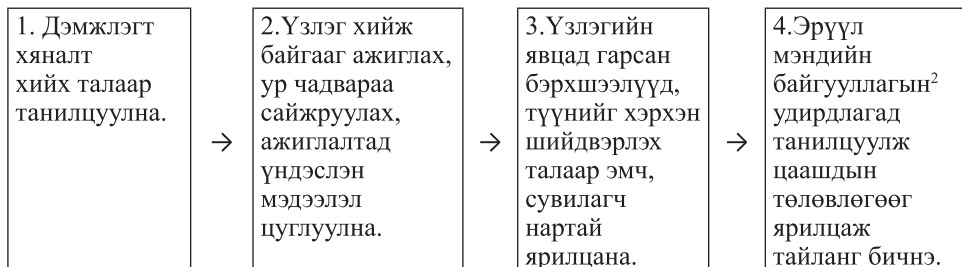 1. Дэмжлэгт
хяналт
хийх талаар
танилцуулна.
→
2.Үзлэг хийж
байгааг ажиглах,
ур чадвараа
сайжруулах,
ажиглалтад
үндэслэн
мэдээлэл
цуглуулна.
→
3.Үзлэгийн
явцад гарсан
бэрхшээлүүд,
түүнийг хэрхэн
шийдвэрлэх
талаар эмч,
сувилагч
нартай
ярилцана.
→
4.Эрүүл
мэндийн
байгууллагын²
удирдлагад
танилцуулж
цаашдын
төлөвлөгөөг
ярилцаж
тайланг бичнэ.